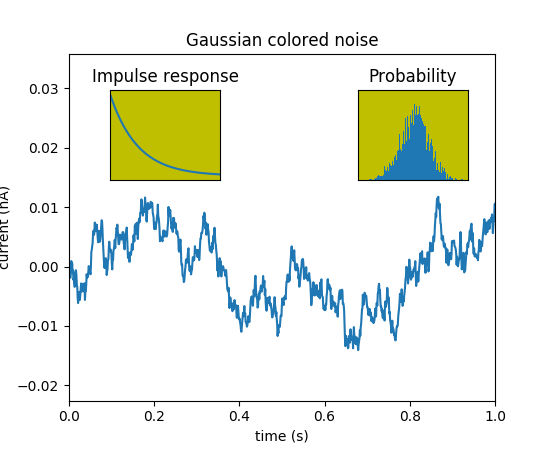 Gaussian colored noise
Impulse response
Probability
0.03
0.02
0.01
0.00
−0.01
−0.02
current (nA)
0.0 0.2 0.4 0.6 0.8 1.0
time (s)